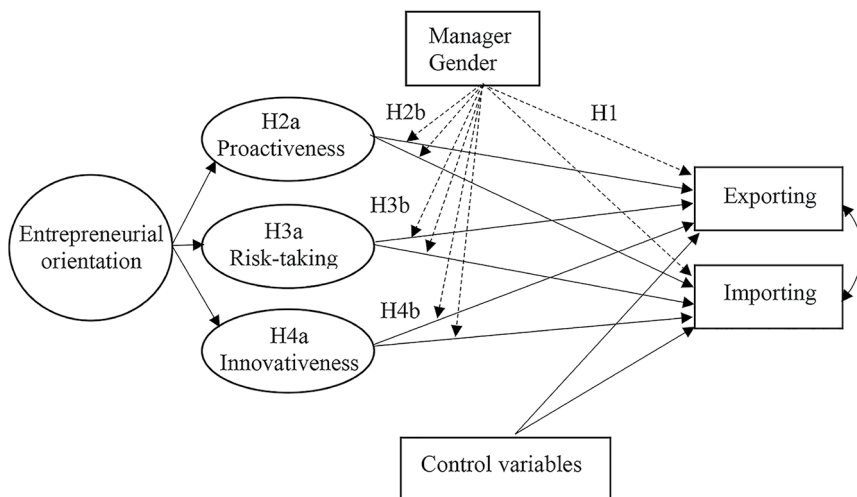 Manager
Gender
H2b
H1
H2a
Proactiveness
Exporting
H3b
Entrepreneurial
orientation
H3a
Risk-taking
Importing
H4b
H4a
Innovativeness
Control variables